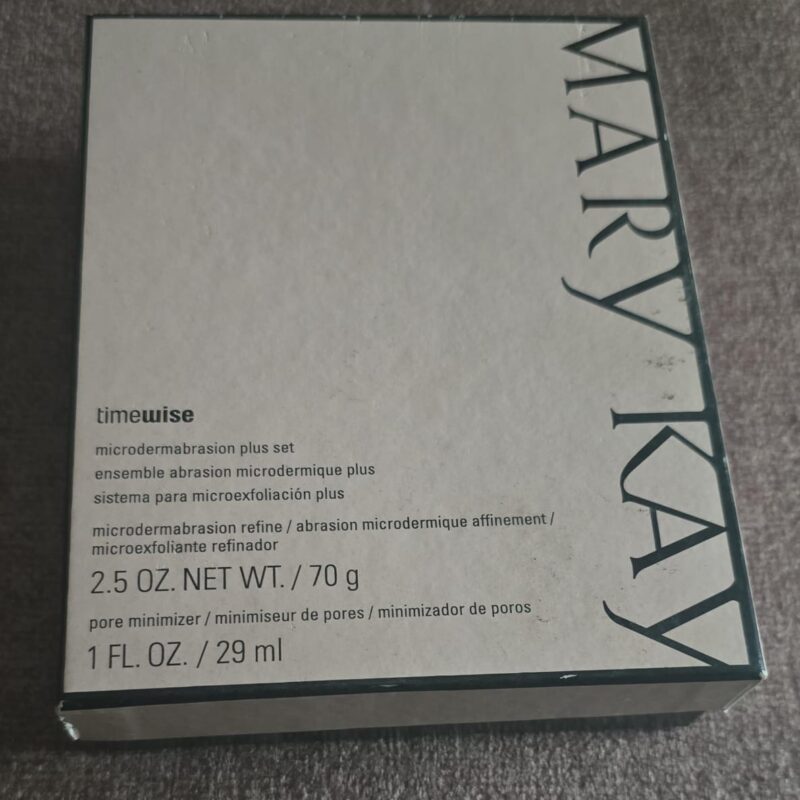 MARY KAY
timewise
microdermabrasion plus set
ensemble abrasion microdermique plus
sistema para microexfoliación plus
microdermabrasion refine / abrasion microdermique affinement /
microexfoliante refinador
2.5 OZ. NET WT. / 70 g
pore minimizer / minimiseur de pores / minimizador de poros
1 FL. OZ. / 29 ml